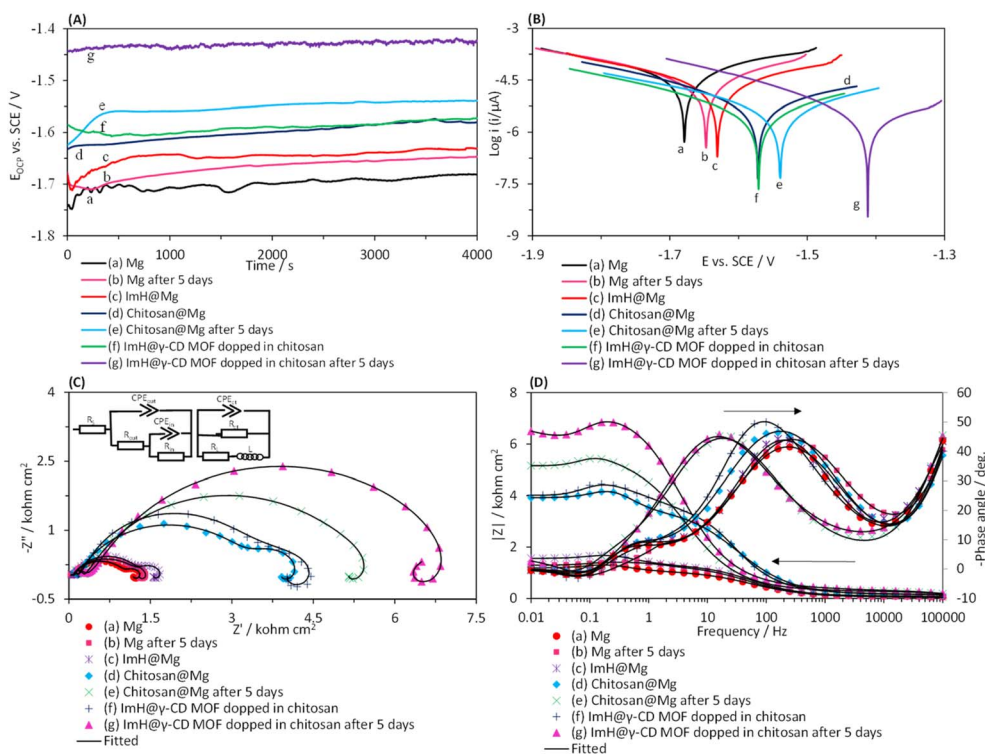 (A)
-1.4
-1.5
-1.6
-1.7
-1.8
E_OCP vs. SCE / V
g
e
f
d
c
b
a
0
1000
2000
3000
4000
Time / s
(a) Mg
(b) Mg after 5 days
(c) ImH@Mg
(d) Chitosan@Mg
(e) Chitosan@Mg after 5 days
(f) ImH@γ-CD MOF dopped in chitosan
(g) ImH@γ-CD MOF dopped in chitosan after 5 days
(B)
-3
-4.5
-6
-7.5
-9
Log i (i/μA)
d
a
b
c
f
e
g
-1.9
-1.7
-1.5
-1.3
E vs. SCE / V
(a) Mg
(b) Mg after 5 days
(c) ImH@Mg
(d) Chitosan@Mg
(e) Chitosan@Mg after 5 days
(f) ImH@γ-CD MOF dopped in chitosan
(g) ImH@γ-CD MOF dopped in chitosan after 5 days
(C)
4
2.5
1
-0.5
-Z" / kohm cm²
0
1.5
3
4.5
6
7.5
Z' / kohm cm²
(a) Mg
(b) Mg after 5 days
(c) ImH@Mg
(d) Chitosan@Mg
(e) Chitosan@Mg after 5 days
(f) ImH@γ-CD MOF dopped in chitosan
(g) ImH@γ-CD MOF dopped in chitosan after 5 days
Fitted
(D)
8
6
4
2
0
|Z| / kohm cm²
60
50
40
30
20
10
0
-10
-Phase angle / deg.
0.01
0.1
1
10
100
1000
10000
100000
Frequency / Hz
(a) Mg
(b) Mg after 5 days
(c) ImH@Mg
(d) Chitosan@Mg
(e) Chitosan@Mg after 5 days
(f) ImH@γ-CD MOF dopped in chitosan
(g) ImH@γ-CD MOF dopped in chitosan after 5 days
Fitted